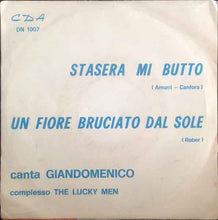 CDA
DN 1007
STASERA MI BUTTO
(Amurri - Canfora)
UN FIORE BRUCIATO DAL SOLE
(Rober)
canta GIANDOMENICO
complesso THE LUCKY MEN